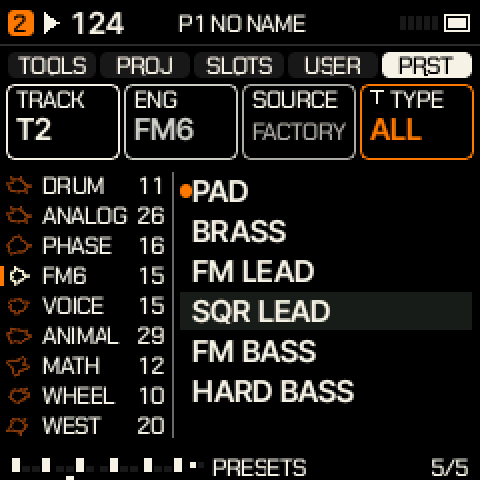 2 124 P1 NO NAME
TOOLS PROJ SLOTS USER PRST
TRACK ENG SOURCE T TYPE
T2 FM6 FACTORY ALL
DRUM 11
ANALOG 26
PHASE 16
FM6 15
VOICE 15
ANIMAL 29
MATH 12
WHEEL 10
WEST 20
PAD
BRASS
FM LEAD
SQR LEAD
FM BASS
HARD BASS
PRESETS 5/5